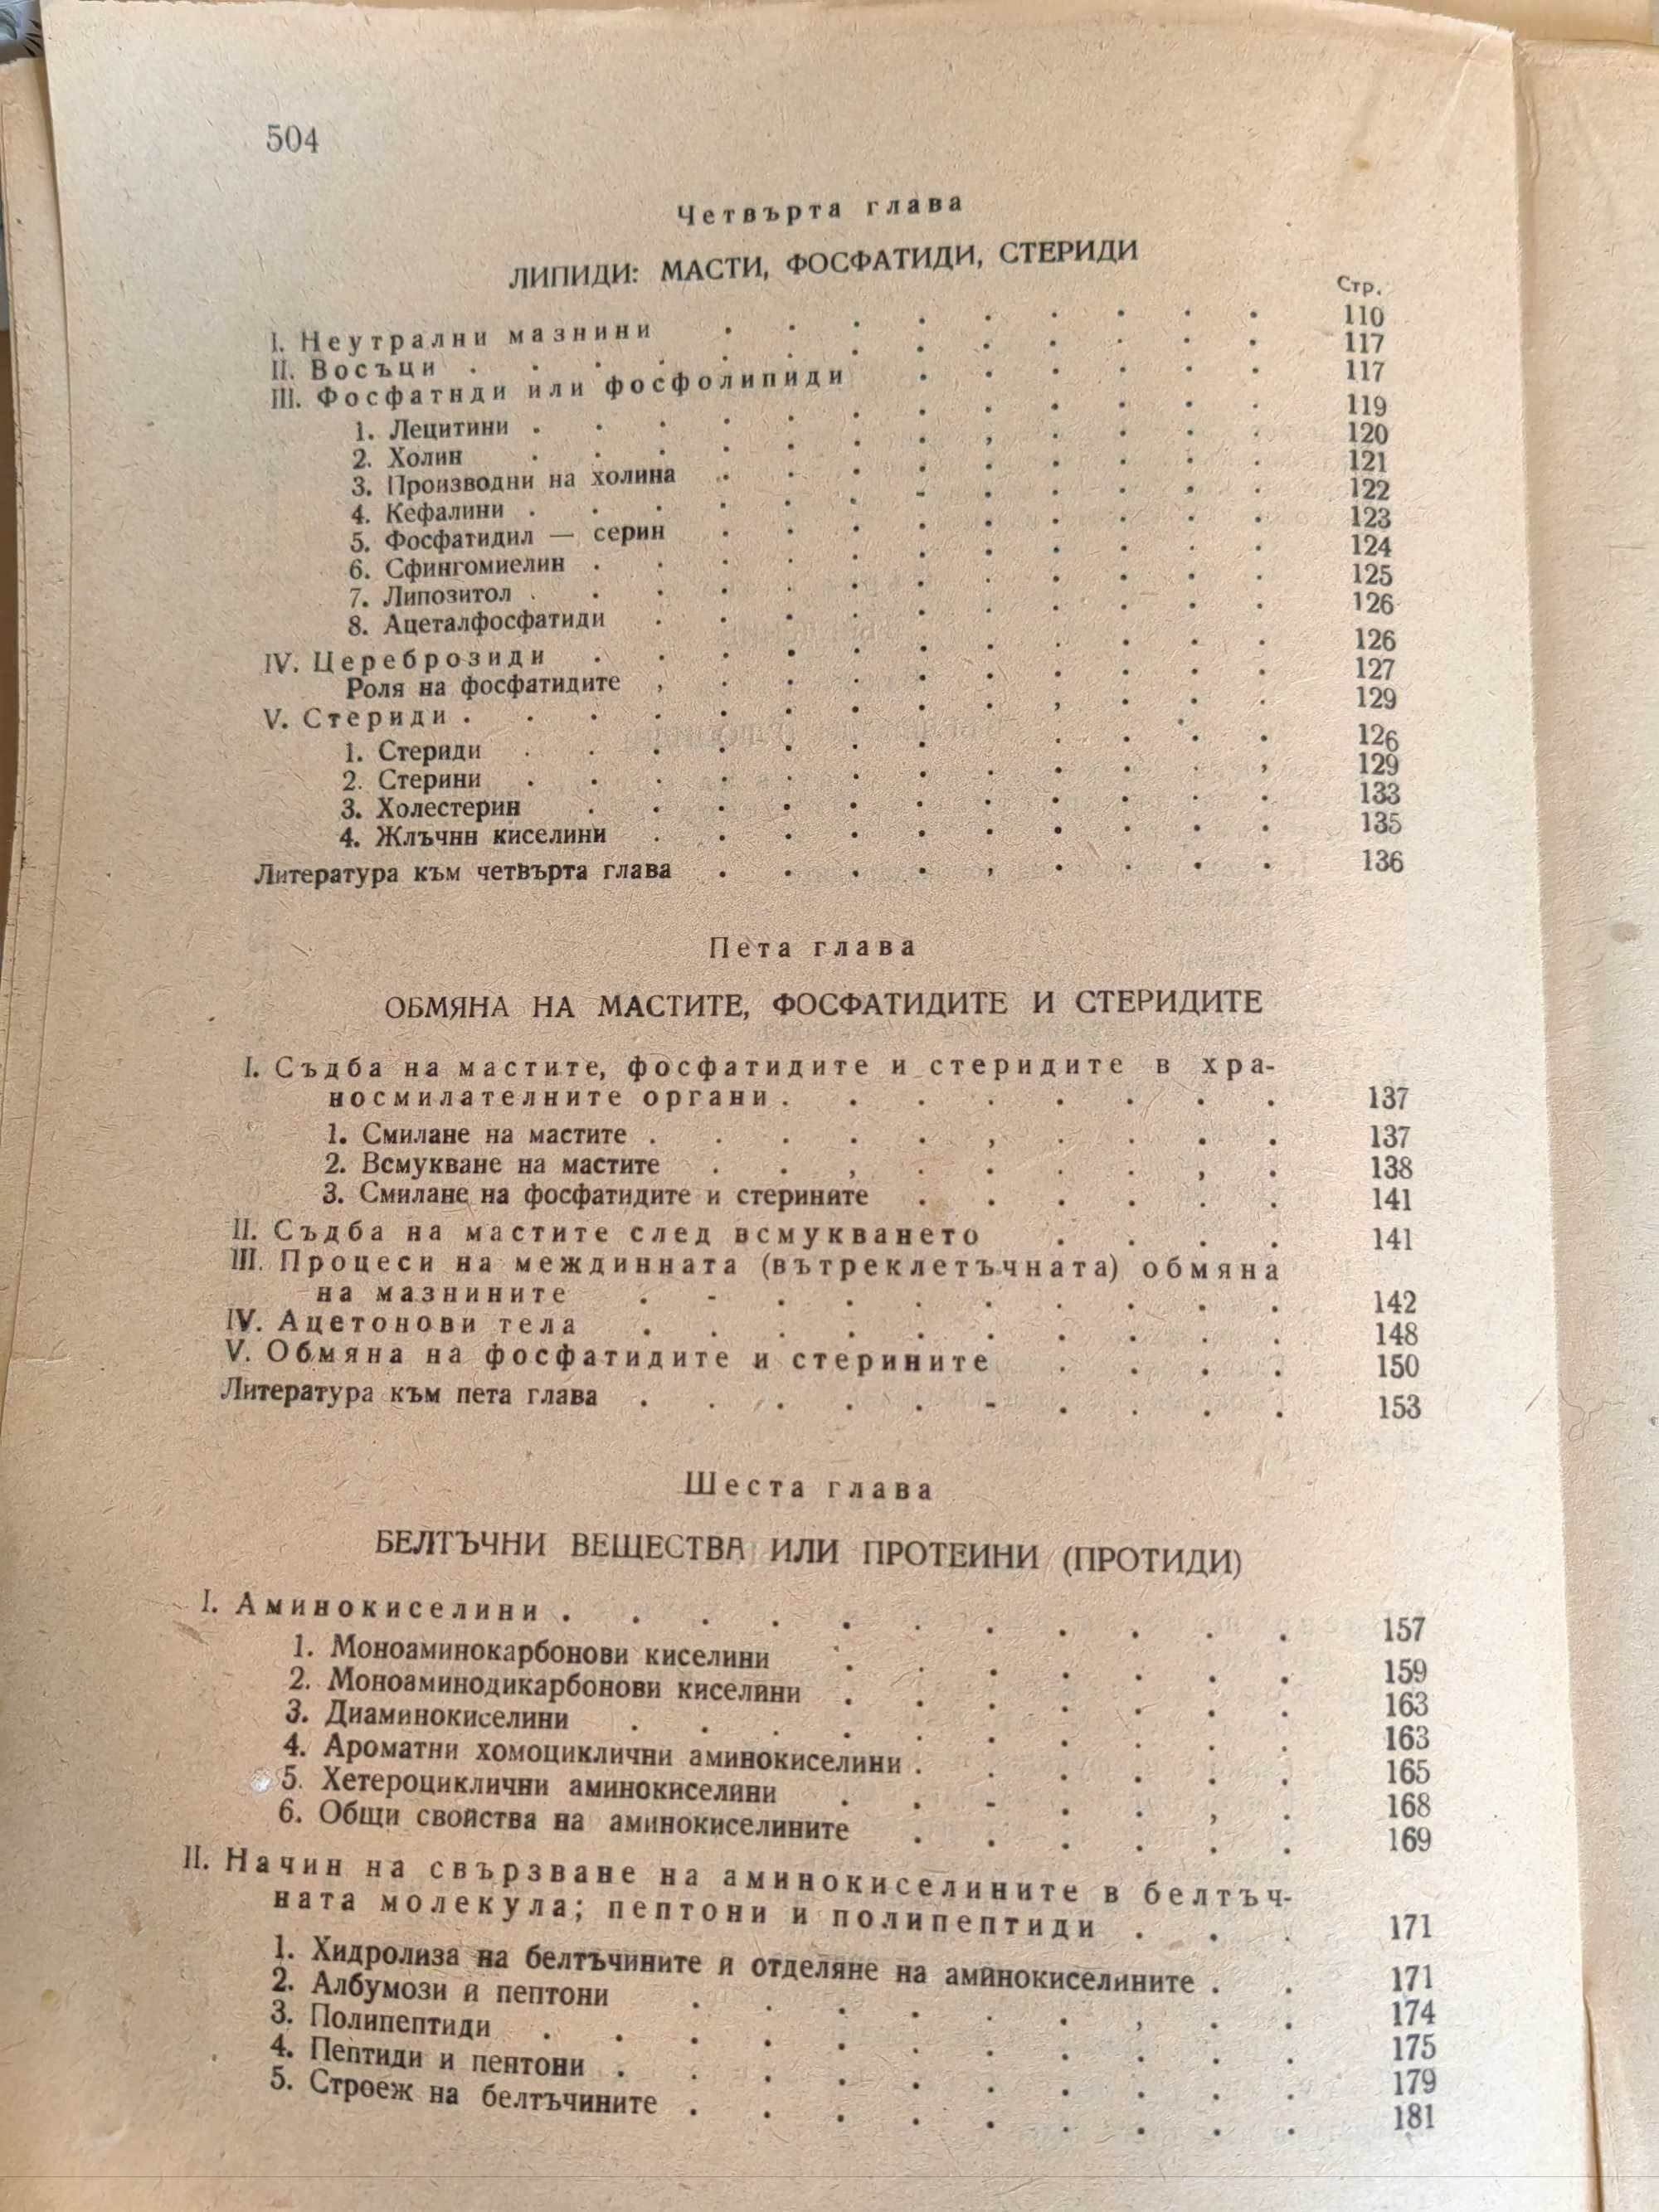 504
Четвърта глава
ЛИПИДИ: МАСТИ, ФОСФАТИДИ, СТЕРИДИ
Стр.
I. Неутрални мазнини . . . . . . . . . 110
II. Восъци . . . . . . . . . . . . . 117
III. Фосфатнди или фосфолипиди . . . . . . 117
1. Лецитини . . . . . . . . . . . . 119
2. Холин . . . . . . . . . . . . 120
3. Производни на холина . . . . . . . . . 121
4. Кефалини . . . . . . . . . . . . 122
5. Фосфатидил — серин . . . . . . . . . 123
6. Сфингомиелин . . . . . . . . . . . 124
7. Липозитол . . . . . . . . . . . . 125
8. Ацеталфосфатиди . . . . . . . . . . 126
IV. Цереброзиди . . . . . . . . . . . 126
Роля на фосфатидите , . . . . . . . . . 127
V. Стериди . . . . . . . . . . . . . 129
1. Стериди . . . . . . . . . . . . 126
2. Стерини . . . . . . . . . . . . 129
3. Холестерин . . . . . . . . . . . 133
4. Жлъчнн киселини . . . . . . . . . . 135
Литература към четвърта глава . . . . . . . . . 136
Пета глава
ОБМЯНА НА МАСТИТЕ, ФОСФАТИДИТЕ И СТЕРИДИТЕ
I. Съдба на мастите, фосфатидите и стеридите в хра-
носмилателните органи . . . . . . . . 137
1. Смилане на мастите . . . . . . . . . . 137
2. Всмукване на мастите . . . . . . . . . 138
3. Смилане на фосфатидите и стерините . . . . . . 141
II. Съдба на мастите след всмукването . . . . 141
III. Процеси на междинната (вътреклетъчната) обмяна
на мазнините . . . . . . . . . . 142
IV. Ацетонови тела . . . . . . . . . . 148
V. Обмяна на фосфатидите и стерините . . . . 150
Литература към пета глава . . . . . . . . . . 153
Шеста глава
БЕЛТЪЧНИ ВЕЩЕСТВА ИЛИ ПРОТЕИНИ (ПРОТИДИ)
I. Аминокиселини . . . . . . . . . . . 157
1. Моноаминокарбонови киселини . . . . . . . 159
2. Моноаминодикарбонови киселини . . . . . . . 163
3. Диаминокиселини . . . . . . . . . . 163
4. Ароматни хомоциклични аминокиселини . . . . . . 165
5. Хетероциклични аминокиселини . . . . . . . 168
6. Общи свойства на аминокиселините . . . . . . 169
II. Начин на свързване на аминокиселините в белтъч-
ната молекула; пептони и полипептиди . . . 171
1. Хидролиза на белтъчините и отделяне на аминокиселините . . 171
2. Албумози и пептони . . . . . . . . . 174
3. Полипептиди . . . . . . . . . . . 175
4. Пептиди и пептони . . . . . . . . . . 179
5. Строеж на белтъчините . . . . . . . . . 181